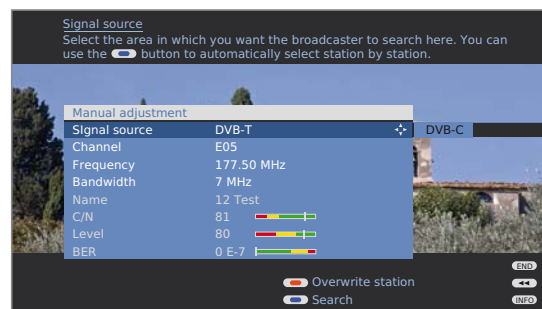 Signal source
Select the area in which you want the broadcaster to search here. You can
use the button to automatically select station by station.
Manual adjustment
SIgnal source DVB-T DVB-C
Channel E05
Frequency 177.50 MHz
Bandwidth 7 MHz
Name 12 Test
C/N 81
Level 80
BER 0 E-7
END
Overwrite station
Search INFO